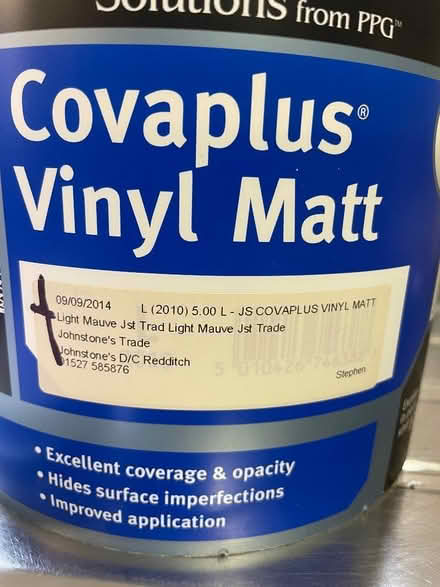 Solutions from PPG™
Covaplus®
Vinyl Matt
09/09/2014 L (2010) 5.00 L - JS COVAPLUS VINYL MATT
Light Mauve Jst Trad Light Mauve Jst Trade
Johnstone's Trade
Johnstone's D/C Redditch
01527 585876
Stephen
• Excellent coverage & opacity
• Hides surface imperfections
• Improved application